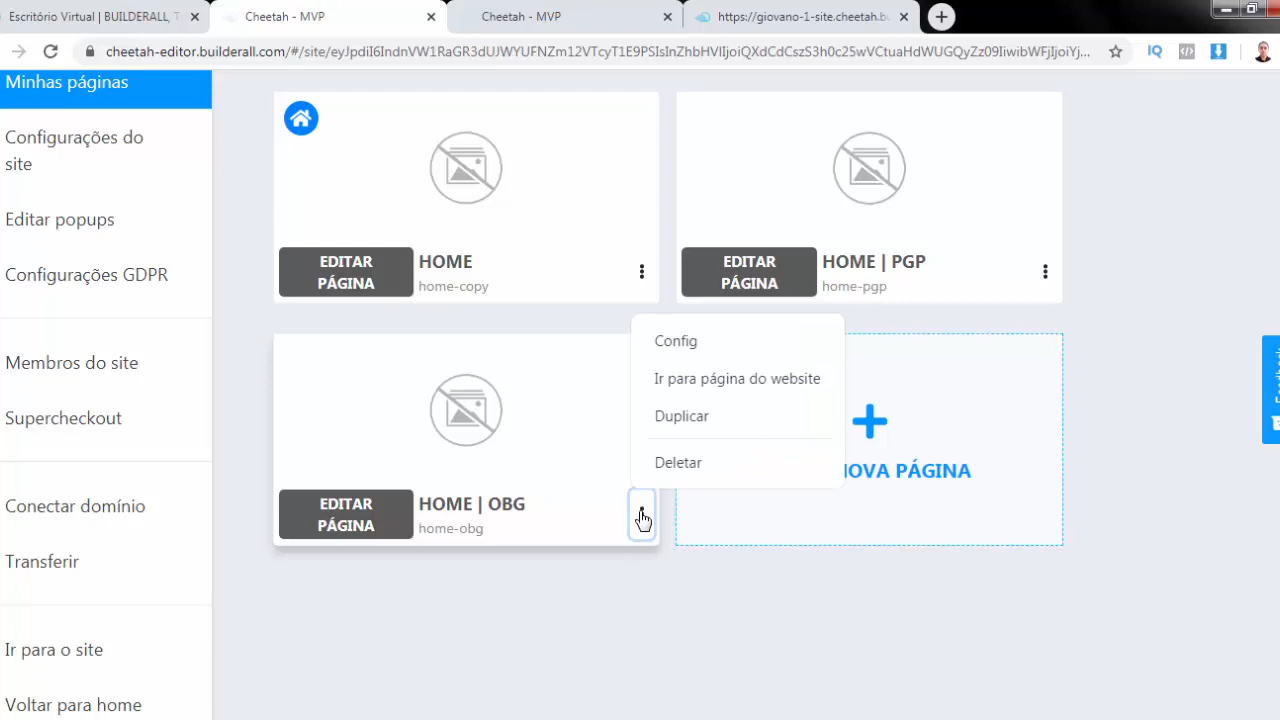 Escritório Virtual | BUILDERALL, T
Cheetah - MVP
Cheetah - MVP
https://giovano-1-site.cheetah.bu
cheetah-editor.builderall.com/#/site/eyJpdiI6IndnVW1RaGR3dUJWYUFNZm12VTcyT1E9PSIsInZhbHVlIjoiQXdCdCszS3h0c25wVCtuaHdWUGQyZz09IiwibWFjIjoiYj...
IQ
Minhas páginas
Configurações do
site
Editar popups
Configurações GDPR
Membros do site
Supercheckout
Conectar domínio
Transferir
Ir para o site
Voltar para home
EDITAR
PÁGINA
HOME
home-copy
EDITAR
PÁGINA
HOME | PGP
home-pgp
EDITAR
PÁGINA
HOME | OBG
home-obg
Config
Ir para página do website
Duplicar
Deletar
OVA PÁGINA